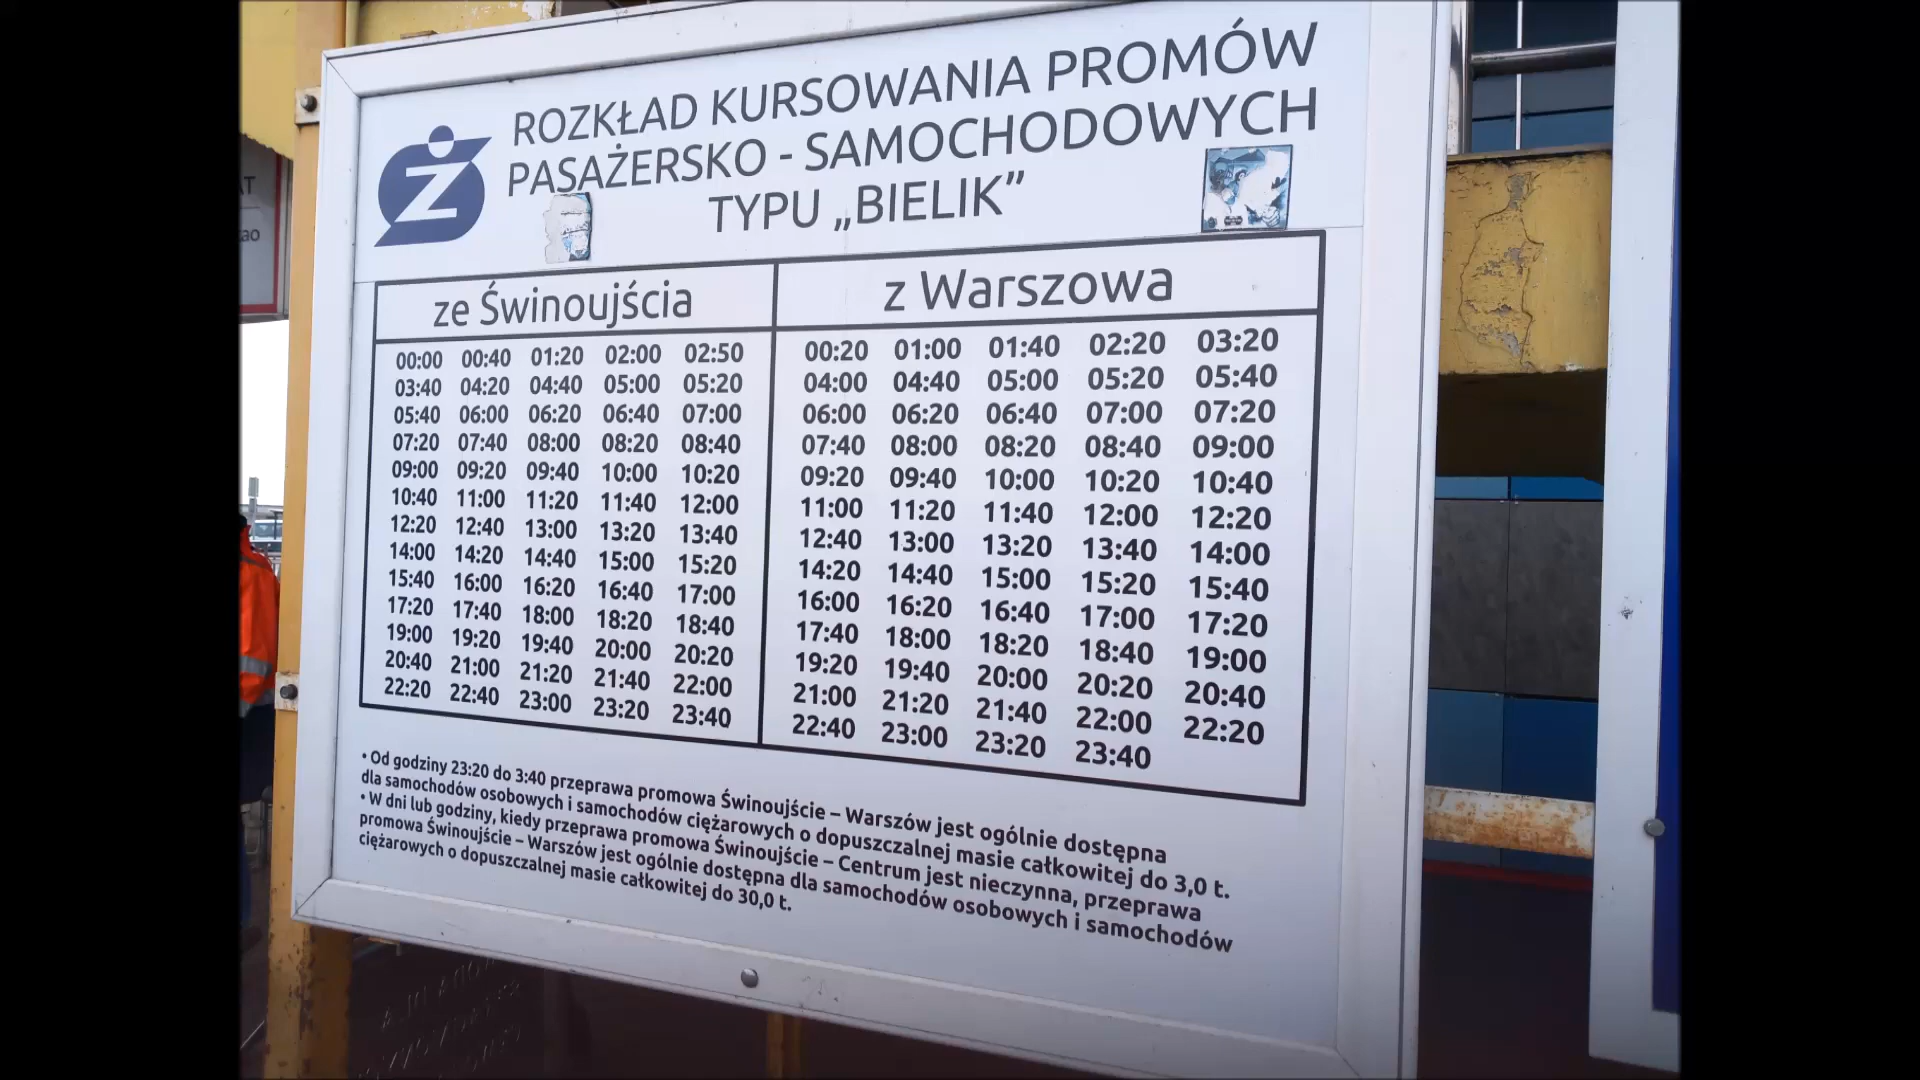 ROZKŁAD KURSOWANIA PROMÓW
PASAŻERSKO - SAMOCHODOWYCH
TYPU „BIELIK”
ze Świnoujścia
00:00 00:40 01:20 02:00 02:50
03:40 04:20 04:40 05:00 05:20
05:40 06:00 06:20 06:40 07:00
07:20 07:40 08:00 08:20 08:40
09:00 09:20 09:40 10:00 10:20
10:40 11:00 11:20 11:40 12:00
12:20 12:40 13:00 13:20 13:40
14:00 14:20 14:40 15:00 15:20
15:40 16:00 16:20 16:40 17:00
17:20 17:40 18:00 18:20 18:40
19:00 19:20 19:40 20:00 20:20
20:40 21:00 21:20 21:40 22:00
22:20 22:40 23:00 23:20 23:40
z Warszowa
00:20 01:00 01:40 02:20 03:20
04:00 04:40 05:00 05:20 05:40
06:00 06:20 06:40 07:00 07:20
07:40 08:00 08:20 08:40 09:00
09:20 09:40 10:00 10:20 10:40
11:00 11:20 11:40 12:00 12:20
12:40 13:00 13:20 13:40 14:00
14:20 14:40 15:00 15:20 15:40
16:00 16:20 16:40 17:00 17:20
17:40 18:00 18:20 18:40 19:00
19:20 19:40 20:00 20:20 20:40
21:00 21:20 21:40 22:00 22:20
22:40 23:00 23:20 23:40
• Od godziny 23:20 do 3:40 przeprawa promowa Świnoujście – Warszów jest ogólnie dostępna
dla samochodów osobowych i samochodów ciężarowych o dopuszczalnej masie całkowitej do 3,0 t.
• W dni lub godziny, kiedy przeprawa promowa Świnoujście – Centrum jest nieczynna, przeprawa
promowa Świnoujście – Warszów jest ogólnie dostępna dla samochodów osobowych i samochodów
ciężarowych o dopuszczalnej masie całkowitej do 30,0 t.